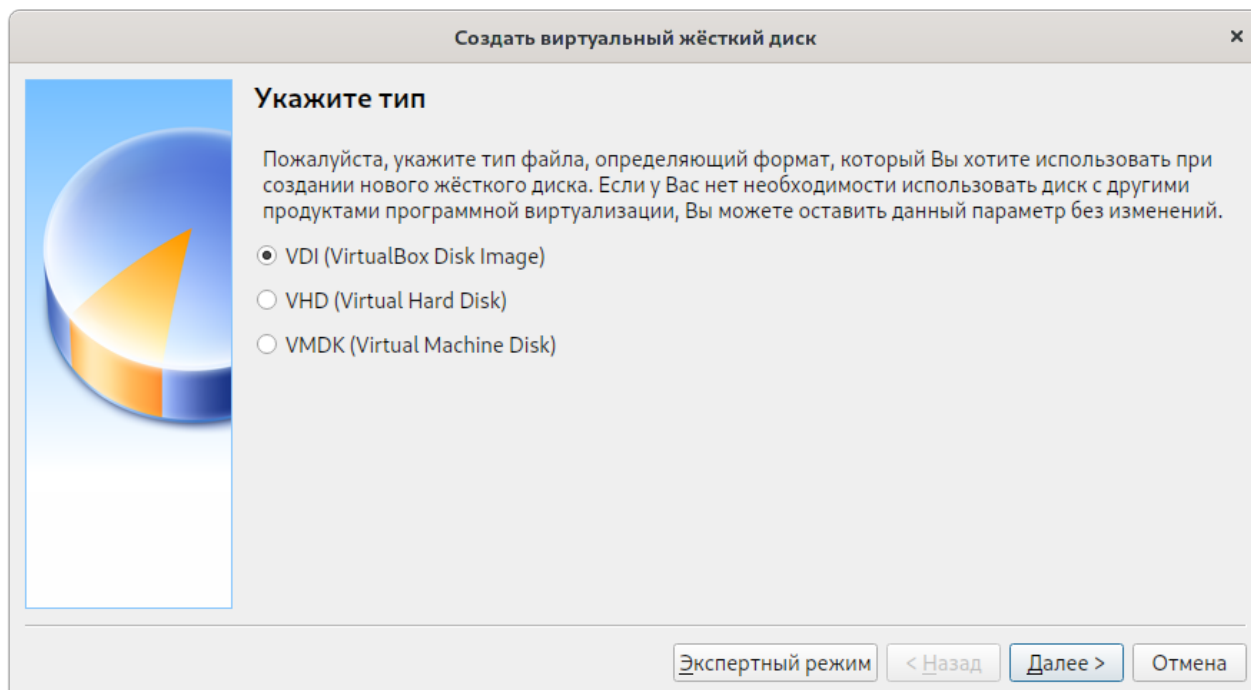 Создать виртуальный жёсткий диск
Укажите тип
Пожалуйста, укажите тип файла, определяющий формат, который Вы хотите использовать при
создании нового жёсткого диска. Если у Вас нет необходимости использовать диск с другими
продуктами программной виртуализации, Вы можете оставить данный параметр без изменений.
VDI (VirtualBox Disk Image)
VHD (Virtual Hard Disk)
VMDK (Virtual Machine Disk)
Экспертный режим < Назад Далее > Отмена